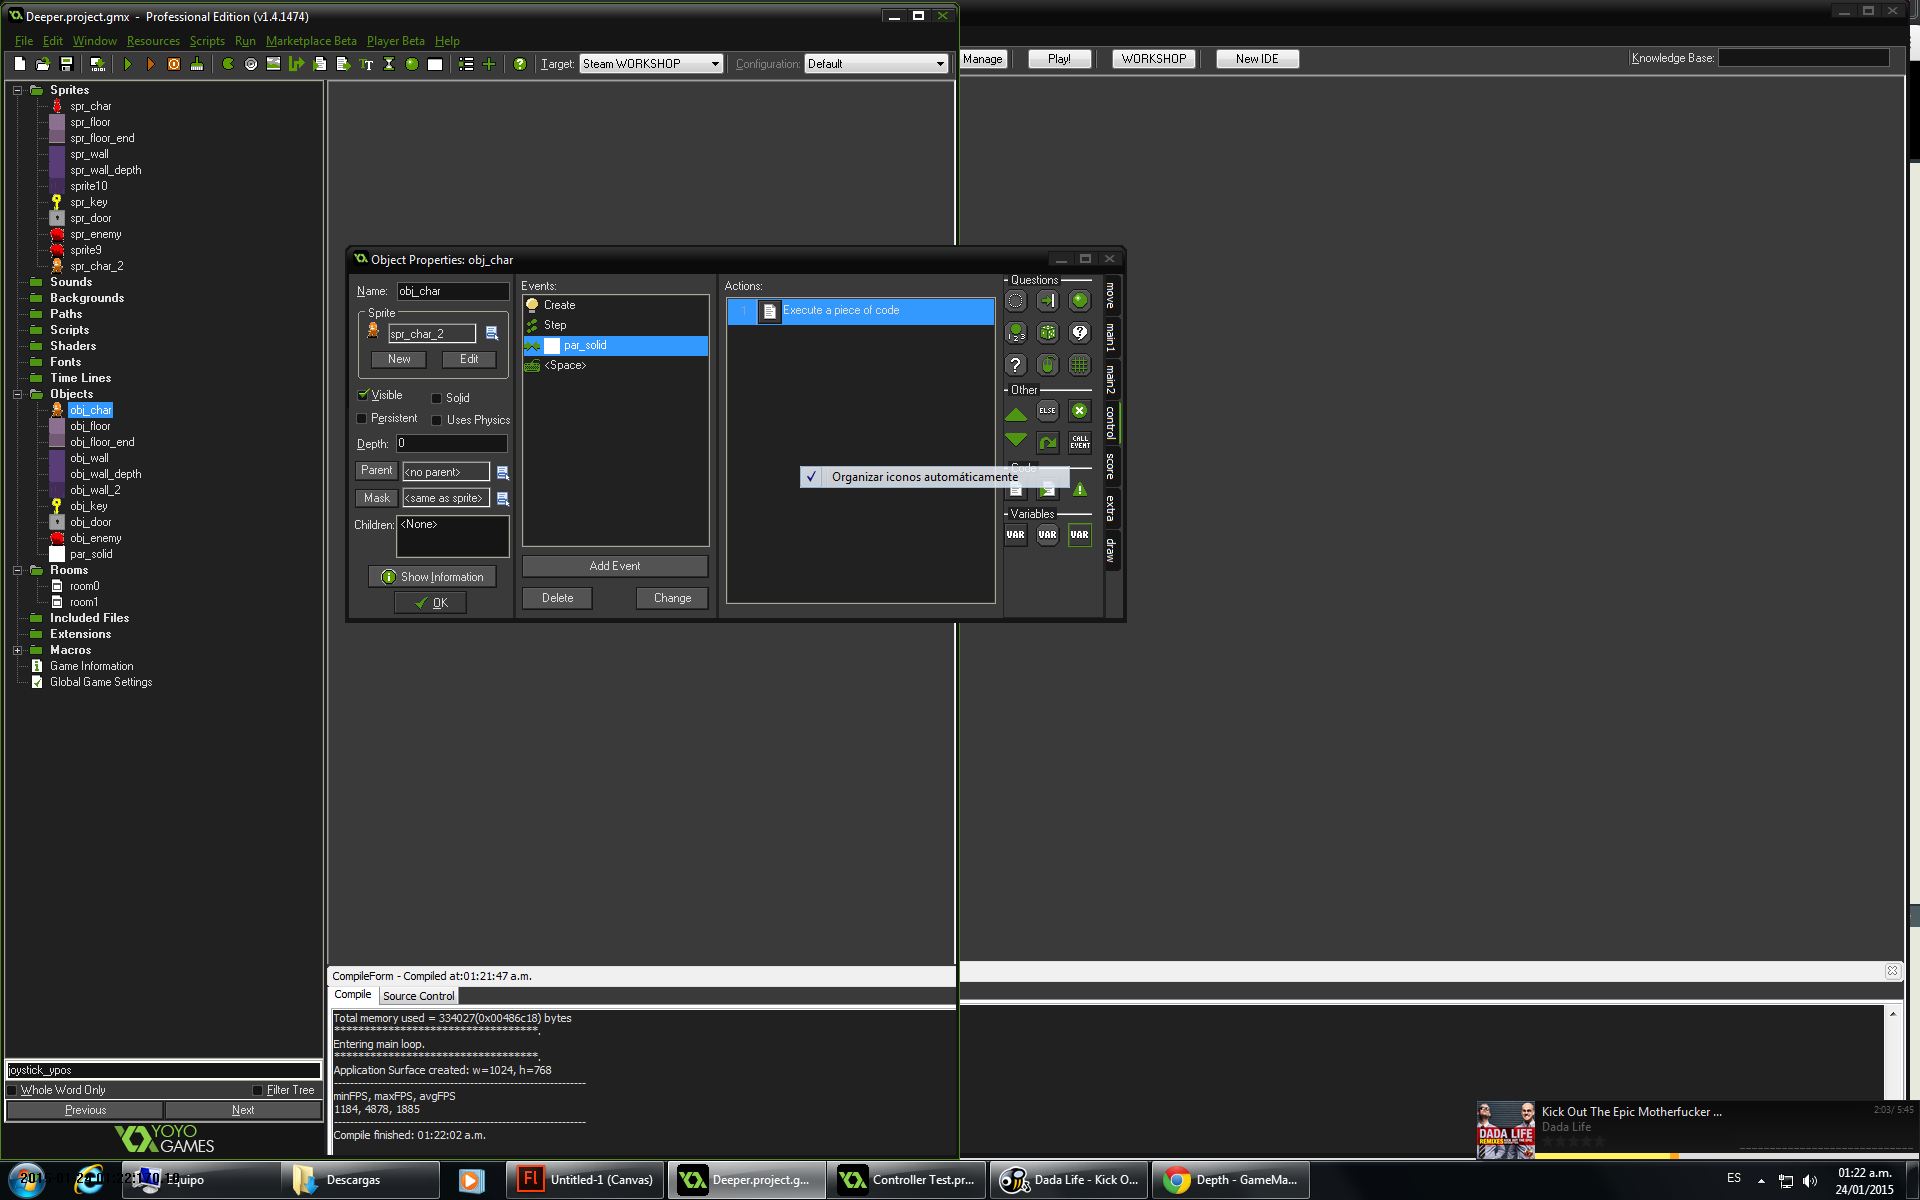 Deeper.project.gmx - Professional Edition (v1.4.1474)
File Edit Window Resources Scripts Run Marketplace Beta Player Beta Help
Target: Steam WORKSHOP Configuration: Default Manage Play! WORKSHOP New IDE Knowledge Base:
Sprites
spr_char
spr_floor
spr_floor_end
spr_wall
spr_wall_depth
sprite10
spr_key
spr_door
spr_enemy
sprite9
spr_char_2
Sounds
Backgrounds
Paths
Scripts
Shaders
Fonts
Time Lines
Objects
obj_char
obj_floor
obj_floor_end
obj_wall
obj_wall_depth
obj_wall_2
obj_key
obj_door
obj_enemy
par_solid
Rooms
room0
room1
Included Files
Extensions
Macros
Game Information
Global Game Settings
joystick_ypos
Whole Word Only Filter Tree
Previous Next
YOYO GAMES
Object Properties: obj_char
Name: obj_char
Sprite
spr_char_2
New Edit
Visible Solid
Persistent Uses Physics
Depth: 0
Parent <no parent>
Mask <same as sprite>
Children: <None>
Show Information
OK
Events:
Create
Step
par_solid
<Space>
Add Event
Delete Change
Actions:
1 Execute a piece of code
Organizar iconos automáticamente
Questions
1 2 3
? ?
Other
ELSE
CALL EVENT
Code
Variables
VAR VAR VAR
move
main1
main2
control
score
extra
draw
CompileForm - Compiled at:01:21:47 a.m.
Compile Source Control
Total memory used = 334027(0x00486c18) bytes
**********************************.
Entering main loop.
**********************************.
Application Surface created: w=1024, h=768
minFPS, maxFPS, avgFPS
1184, 4878, 1885
Compile finished: 01:22:02 a.m.
Kick Out The Epic Motherfucker ... 2:03/ 5:45
Dada Life
DADA LIFE
Equipo
Descargas
Fl Untitled-1 (Canvas)
Deeper.project.g...
Controller Test.pr...
Dada Life - Kick O...
Depth - GameMa...
ES
01:22 a.m.
24/01/2015